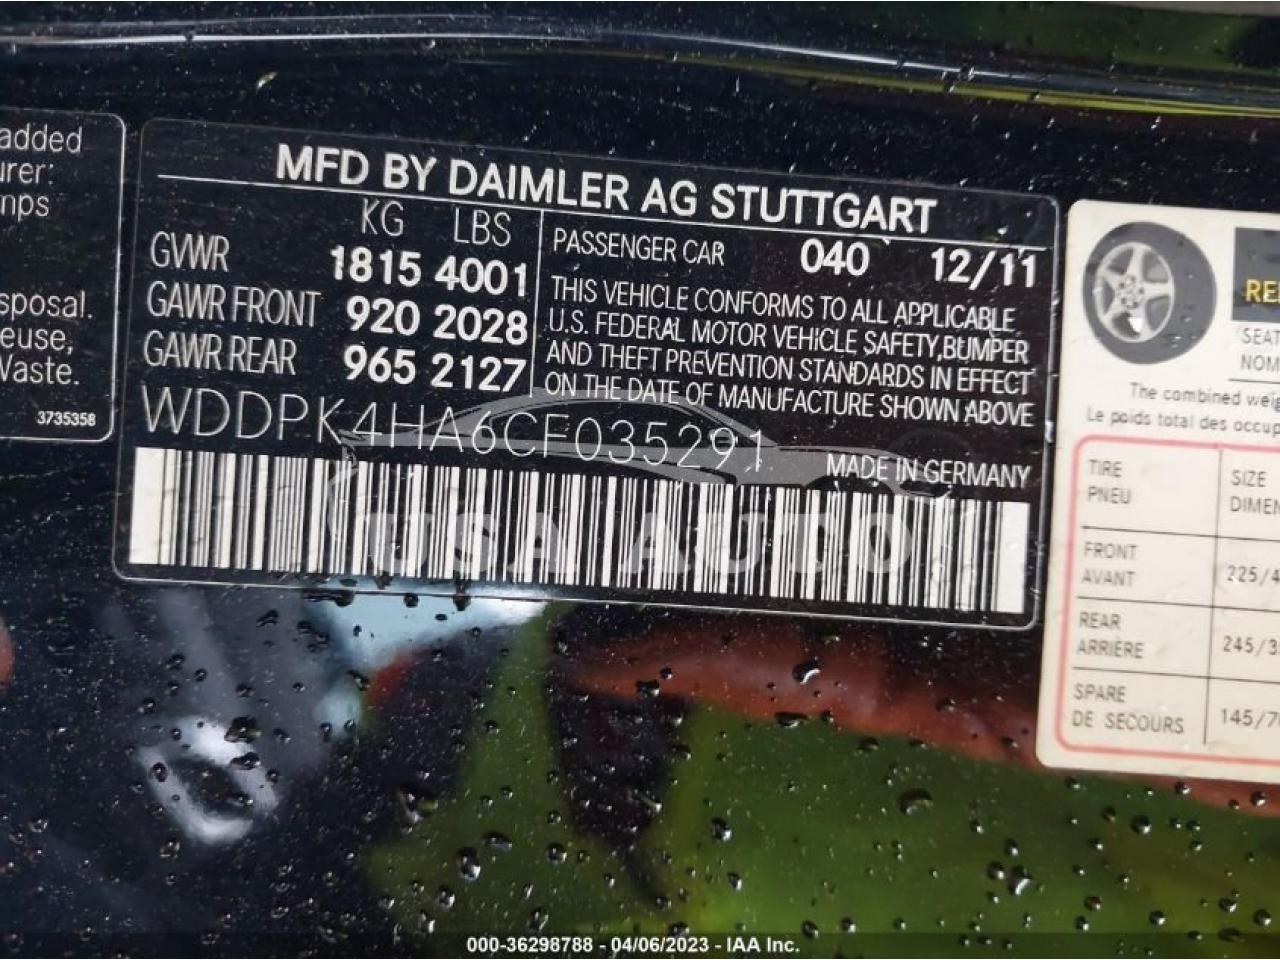 added
urer:
mps
sposal.
euse,
Waste.
3735358
MFD BY DAIMLER AG STUTTGART
KG LBS
GVWR 1815 4001
GAWR FRONT 920 2028
GAWR REAR 965 2127
PASSENGER CAR 040 12/11
THIS VEHICLE CONFORMS TO ALL APPLICABLE
U.S. FEDERAL MOTOR VEHICLE SAFETY, BUMPER
AND THEFT PREVENTION STANDARDS IN EFFECT
ON THE DATE OF MANUFACTURE SHOWN ABOVE
WDDPK4HA6CF035291
MADE IN GERMANY
USA AUTO
SEAT
NOM
The combined weig
Le poids total des occup
TIRE
PNEU
SIZE
DIMEN
FRONT
AVANT
225/4
REAR
ARRIÈRE
245/3
SPARE
DE SECOURS
145/7
000-36298788 - 04/06/2023 - IAA Inc.